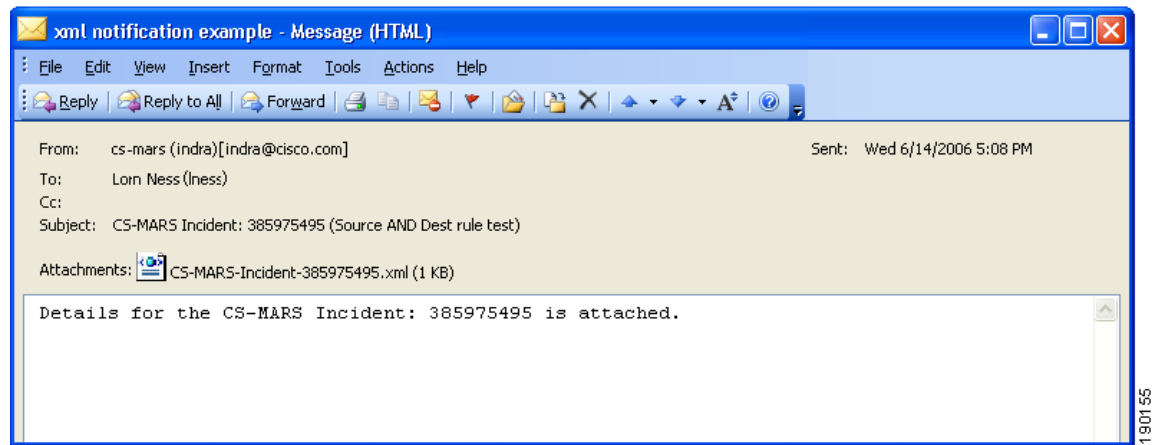 xml notification example - Message (HTML)
File Edit View Insert Format Tools Actions Help
Reply Reply to All Forward
From: cs-mars (indra)[indra@cisco.com] Sent: Wed 6/14/2006 5:08 PM
To: Lorn Ness (lness)
Cc:
Subject: CS-MARS Incident: 385975495 (Source AND Dest rule test)
Attachments: CS-MARS-Incident-385975495.xml (1 KB)
Details for the CS-MARS Incident: 385975495 is attached.
190155